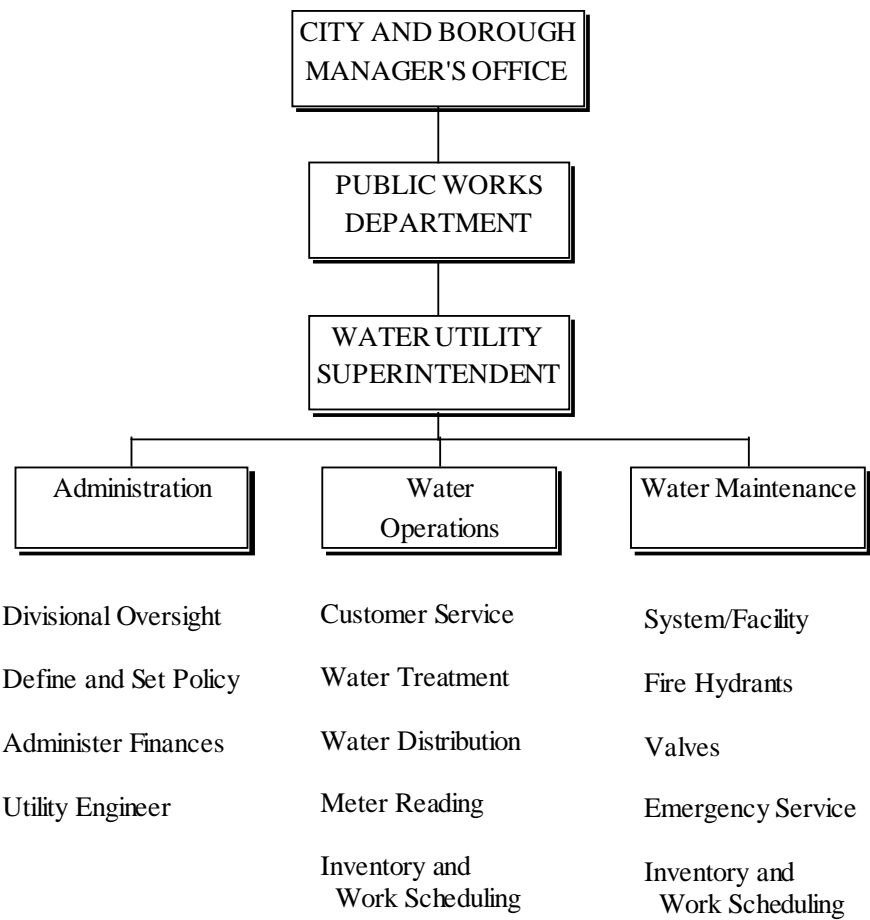 CITY AND BOROUGH
MANAGER'S OFFICE
PUBLIC WORKS
DEPARTMENT
WATER UTILITY
SUPERINTENDENT
Administration
Water
Operations
Water Maintenance
Divisional Oversight
Define and Set Policy
Administer Finances
Utility Engineer
Customer Service
Water Treatment
Water Distribution
Meter Reading
Inventory and
Work Scheduling
System/Facility
Fire Hydrants
Valves
Emergency Service
Inventory and
Work Scheduling